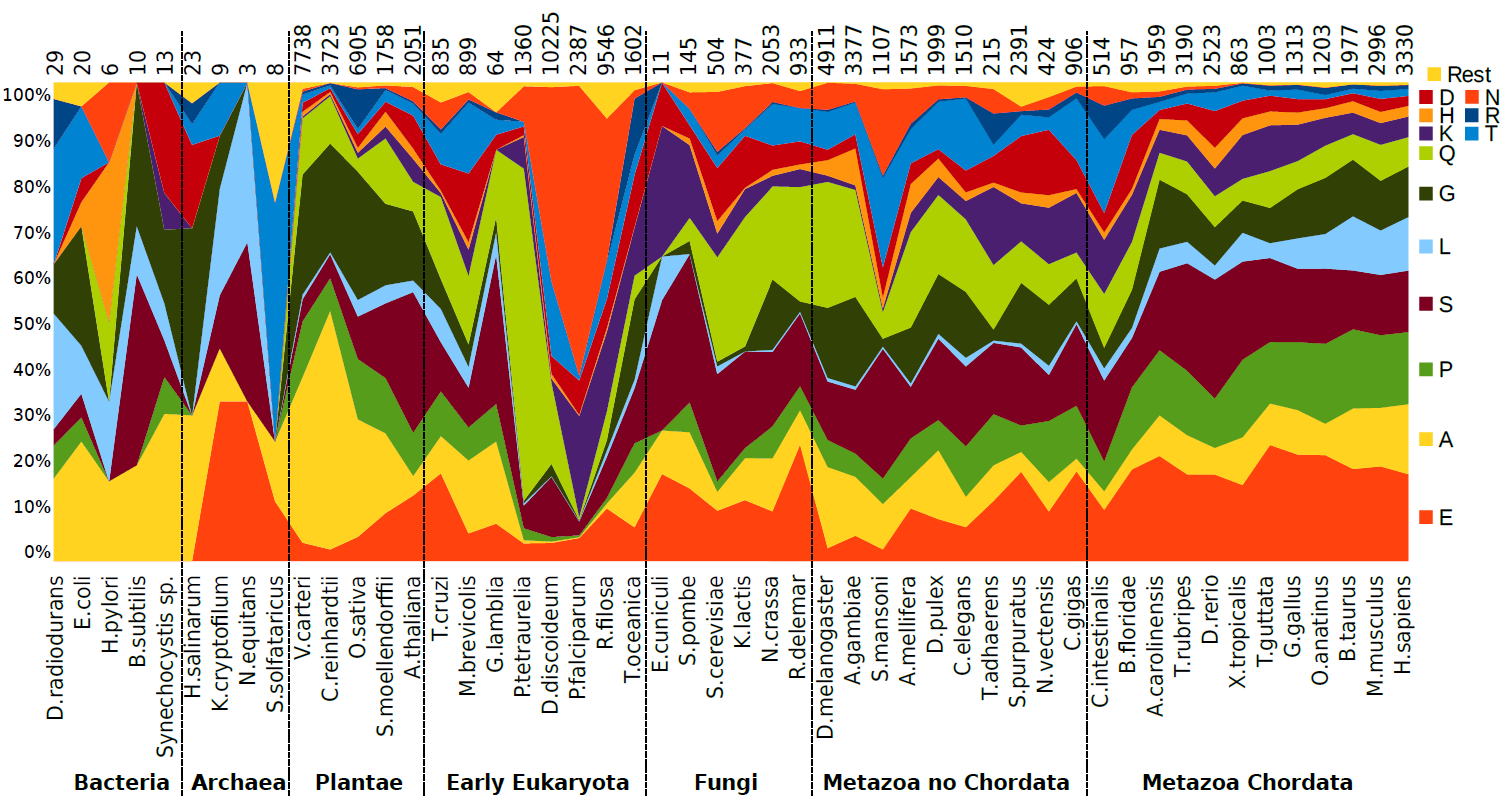 29 20 6 10 13 23 9 3 8 7738 3723 6905 1758 2051 835 899 64 1360 10225 2387 9546 1602 11 145 504 377 2053 933 4911 3377 1107 1573 1999 1510 215 2391 424 906 514 957 1959 3190 2523 863 1003 1313 1203 1977 2996 3330
Rest
100%
D N
H R
90%
K T
Q
80%
G
70%
L
60%
S
50%
40%
P
30%
A
20%
10%
E
0%
D.radiodurans
E.coli
H.pylori
B.subtilis
Synechocystis sp.
H.salinarum
K.cryptofilum
N.equitans
S.solfataricus
V.carteri
C.reinhardtii
O.sativa
S.moellendorffii
A.thaliana
T.cruzi
M.brevicolis
G.lamblia
P.tetraurelia
D.discoideum
P.falciparum
R.filosa
T.oceanica
E.cuniculi
S.pombe
S.cerevisiae
K.lactis
N.crassa
R.delemar
D.melanogaster
A.gambiae
S.mansoni
A.mellifera
D.pulex
C.elegans
T.adhaerens
S.purpuratus
N.vectensis
C.gigas
C.intestinalis
B.floridae
A.carolinensis
T.rubripes
D.rerio
X.tropicalis
T.guttata
G.gallus
O.anatinus
B.taurus
M.musculus
H.sapiens
Bacteria Archaea Plantae Early Eukaryota Fungi Metazoa no Chordata Metazoa Chordata